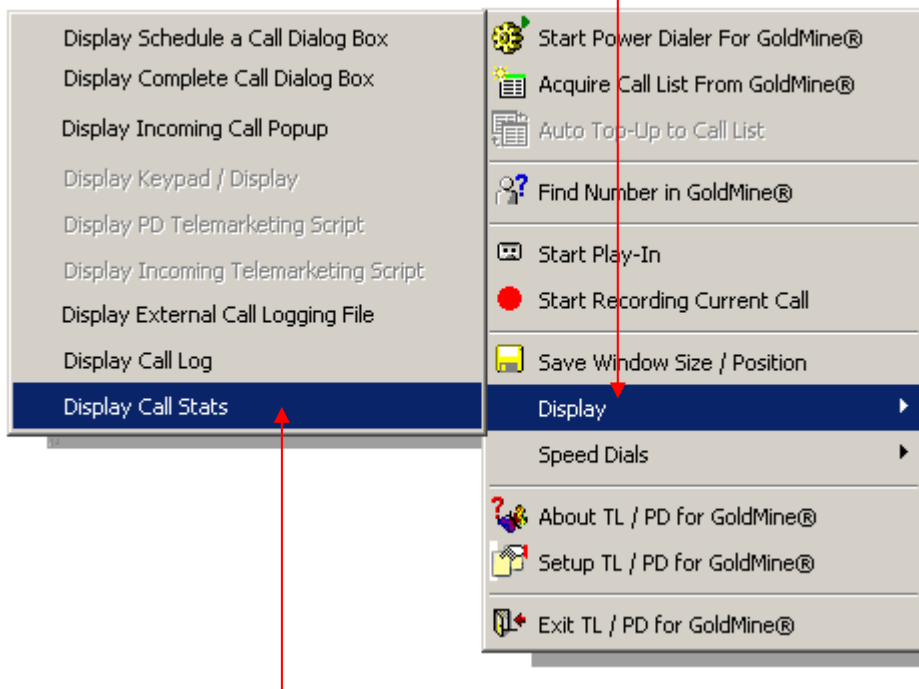 Display Schedule a Call Dialog Box
Display Complete Call Dialog Box
Display Incoming Call Popup
Display Keypad / Display
Display PD Telemarketing Script
Display Incoming Telemarketing Script
Display External Call Logging File
Display Call Log
Display Call Stats
Start Power Dialer For GoldMine®
Acquire Call List From GoldMine®
Auto Top-Up to Call List
Find Number in GoldMine®
Start Play-In
Start Recording Current Call
Save Window Size / Position
Display
Speed Dials
About TL / PD for GoldMine®
Setup TL / PD for GoldMine®
Exit TL / PD for GoldMine®